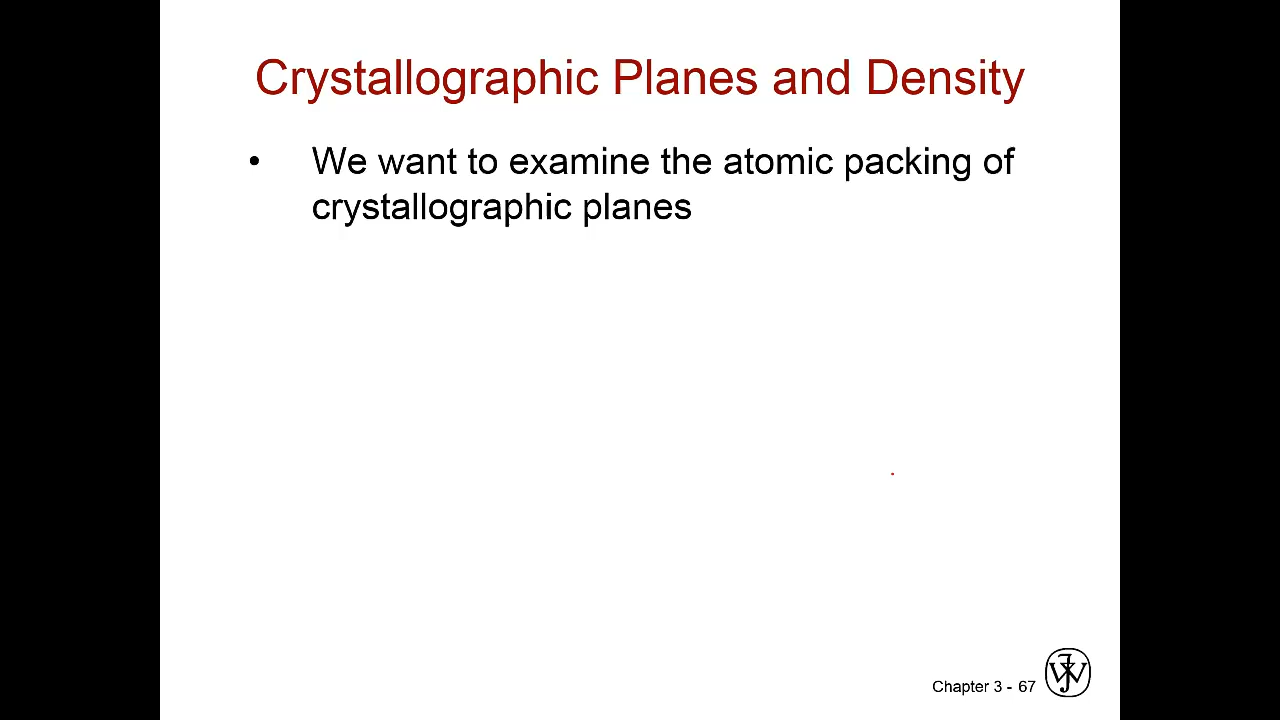 Crystallographic Planes and Density
• We want to examine the atomic packing of
crystallographic planes
Chapter 3 - 67